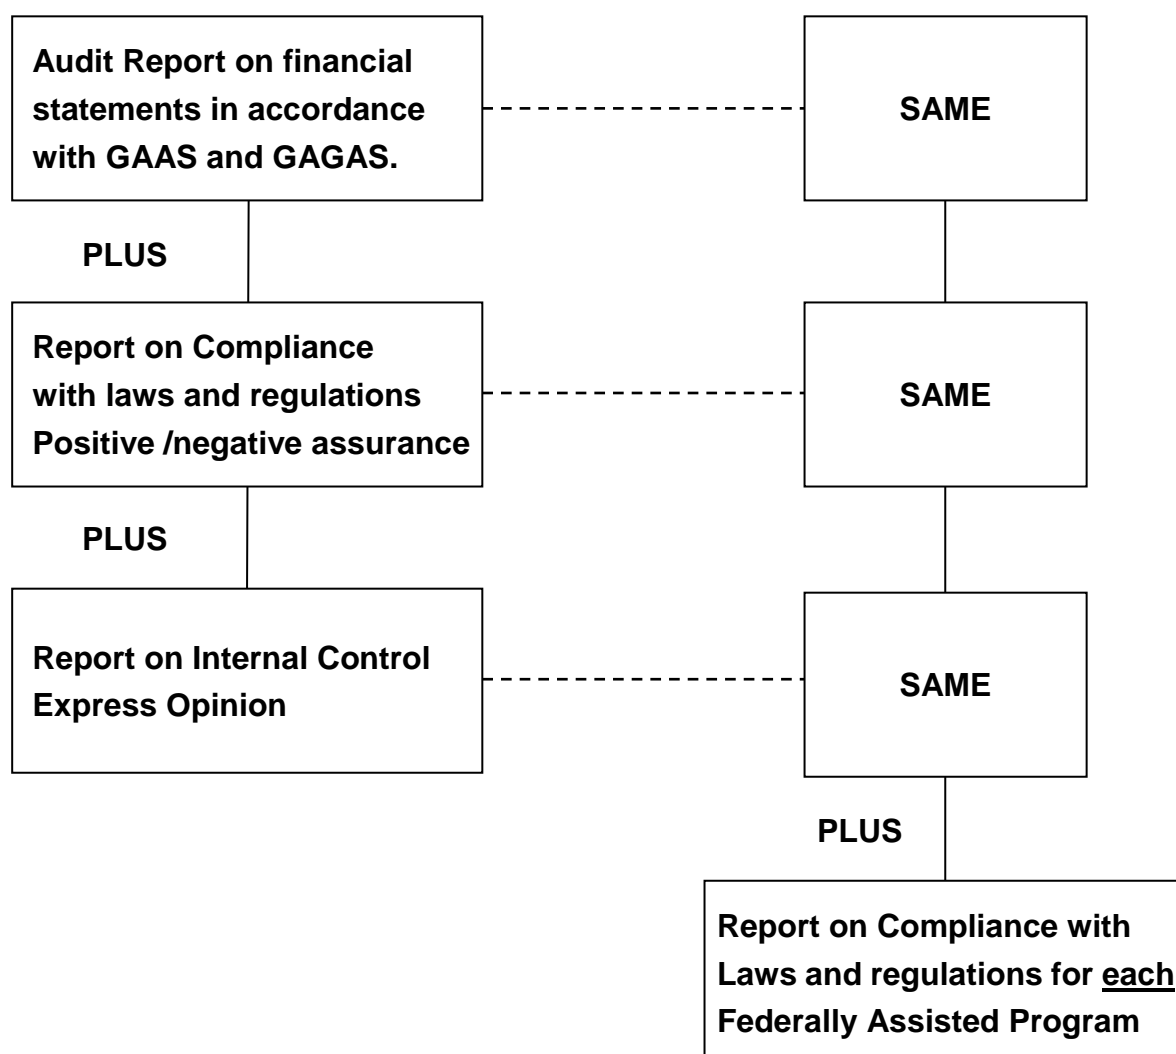 Audit Report on financial
statements in accordance
with GAAS and GAGAS.
SAME
PLUS
Report on Compliance
with laws and regulations
Positive /negative assurance
SAME
PLUS
Report on Internal Control
Express Opinion
SAME
PLUS
Report on Compliance with
Laws and regulations for each
Federally Assisted Program